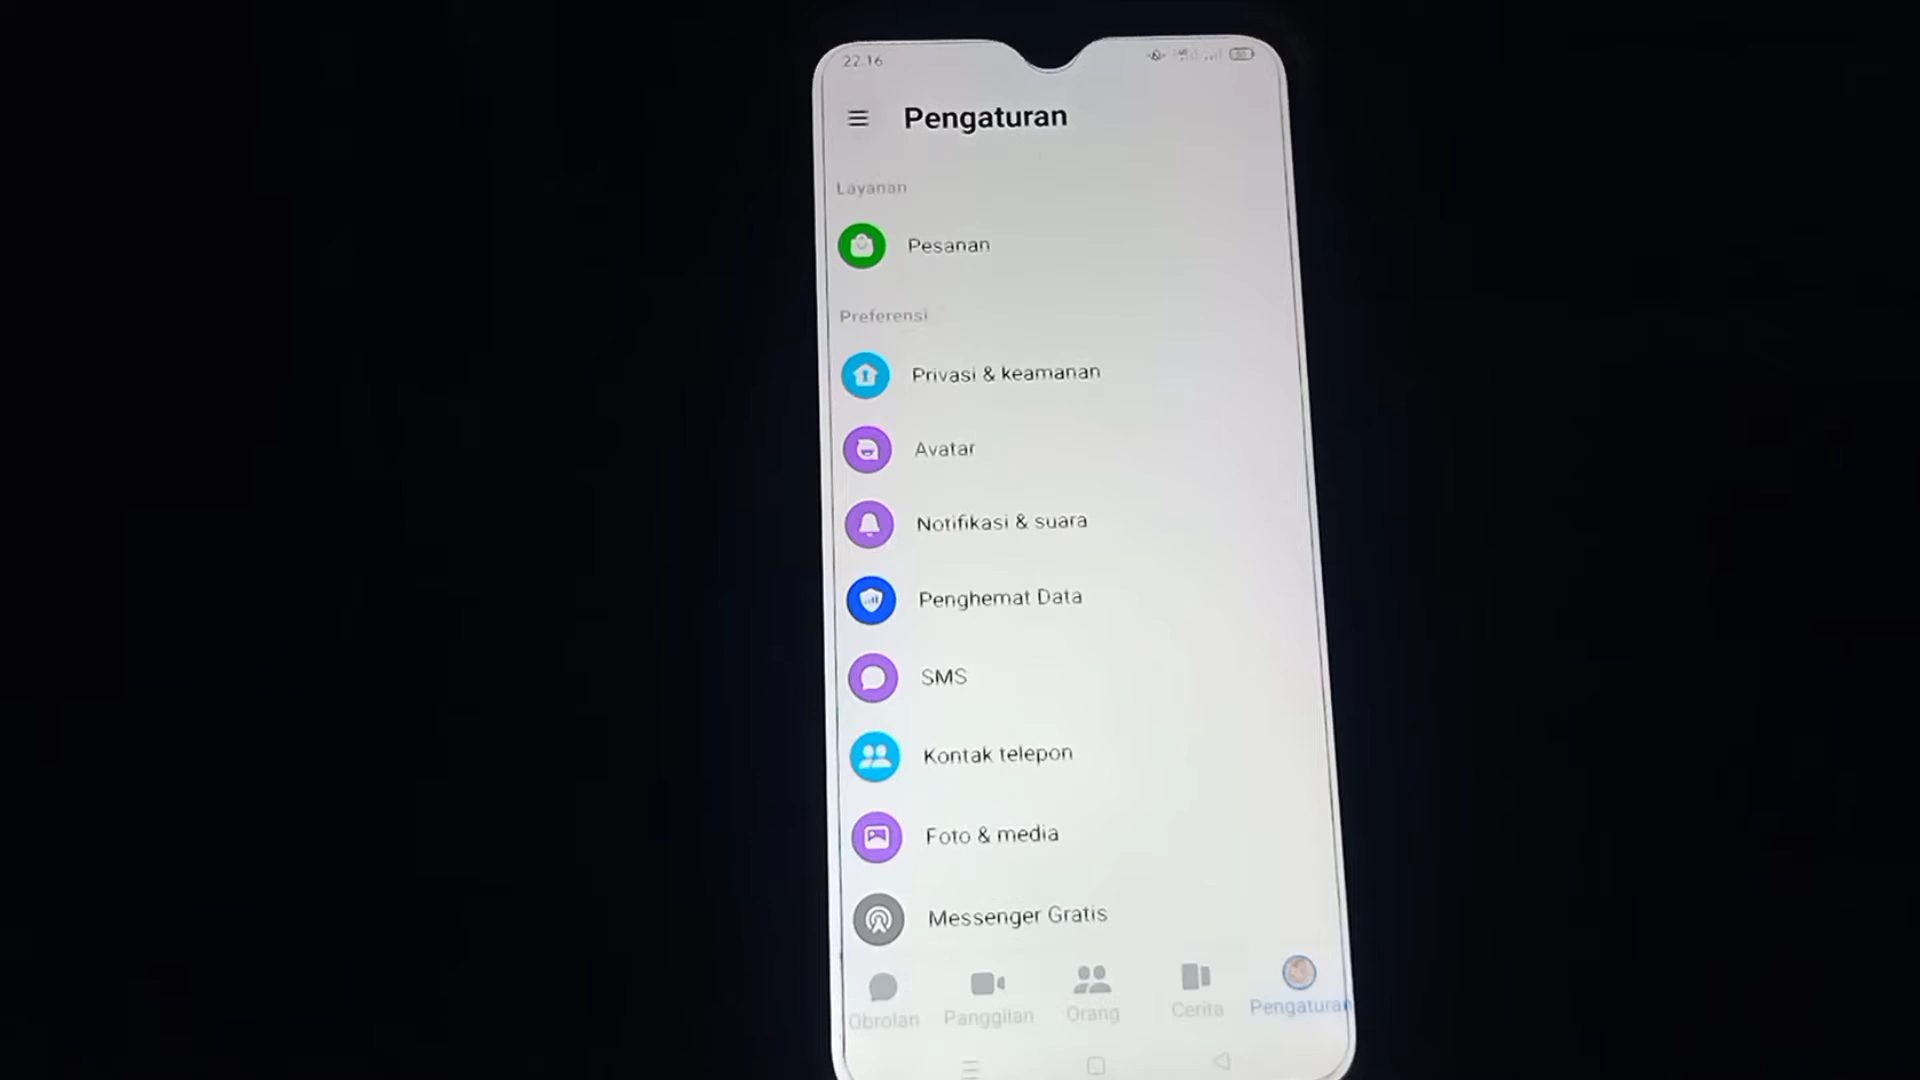 22.16
Pengaturan
Layanan
Pesanan
Preferensi
Privasi & keamanan
Avatar
Notifikasi & suara
Penghemat Data
SMS
Kontak telepon
Foto & media
Messenger Gratis
Obrolan Panggilan Orang Cerita Pengaturan